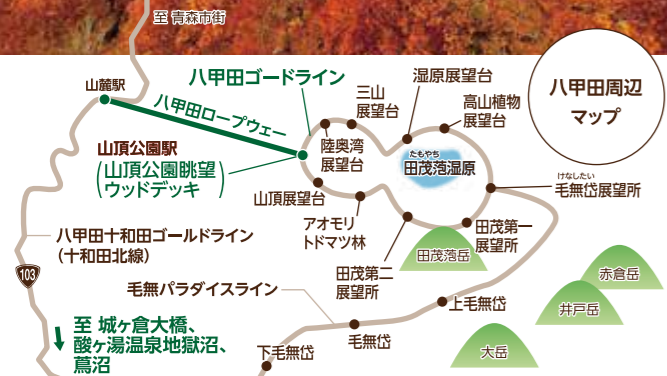 至 青森市街
八甲田周辺
マップ
山麓駅
八甲田ロープウェー
八甲田ゴードライン
三山
展望台
湿原展望台
高山植物
展望台
陸奥湾
展望台
たもやち
田茂萢湿原
山頂公園駅
(山頂公園眺望
ウッドデッキ)
山頂展望台
けなしたい
毛無岱展望所
アオモリ
トドマツ林
田茂第一
展望所
田茂萢岳
田茂第二
展望所
八甲田十和田ゴールドライン
(十和田北線)
103
毛無パラダイスライン
上毛無岱
毛無岱
下毛無岱
赤倉岳
井戸岳
大岳
至 城ヶ倉大橋、
酸ヶ湯温泉地獄沼、
蔦沼